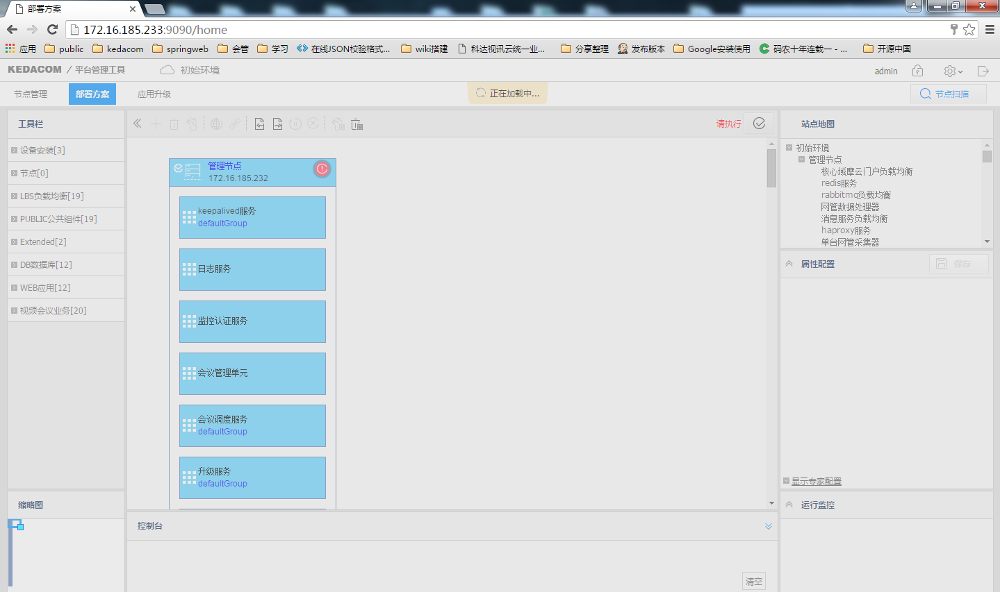 部署方案
172.16.185.233:9090/home
应用
public
kedacom
springweb
会管
学习
在线JSON校验格式...
wiki搭建
科达视讯云统一业...
分享整理
发布版本
Google安装使用
码农十年连载一 - ...
开源中国
KEDACOM / 平台管理工具
初始环境
admin
节点管理
部署方案
应用升级
正在加载中...
节点扫描
工具栏
设备安装[3]
节点[0]
LBS负载均衡[19]
PUBLIC公共组件[19]
Extended[2]
DB数据库[12]
WEB应用[12]
视频会议业务[20]
缩略图
请执行
管理节点
172.16.185.232
keepalived服务
defaultGroup
日志服务
监控认证服务
会议管理单元
会议调度服务
defaultGroup
升级服务
defaultGroup
控制台
清空
站点地图
初始环境
管理节点
核心域摩云门户负载均衡
redis服务
rabbitmq负载均衡
网管数据处理器
消息服务负载均衡
haproxy服务
单台网管采集器
属性配置
保存
显示专家配置
运行监控